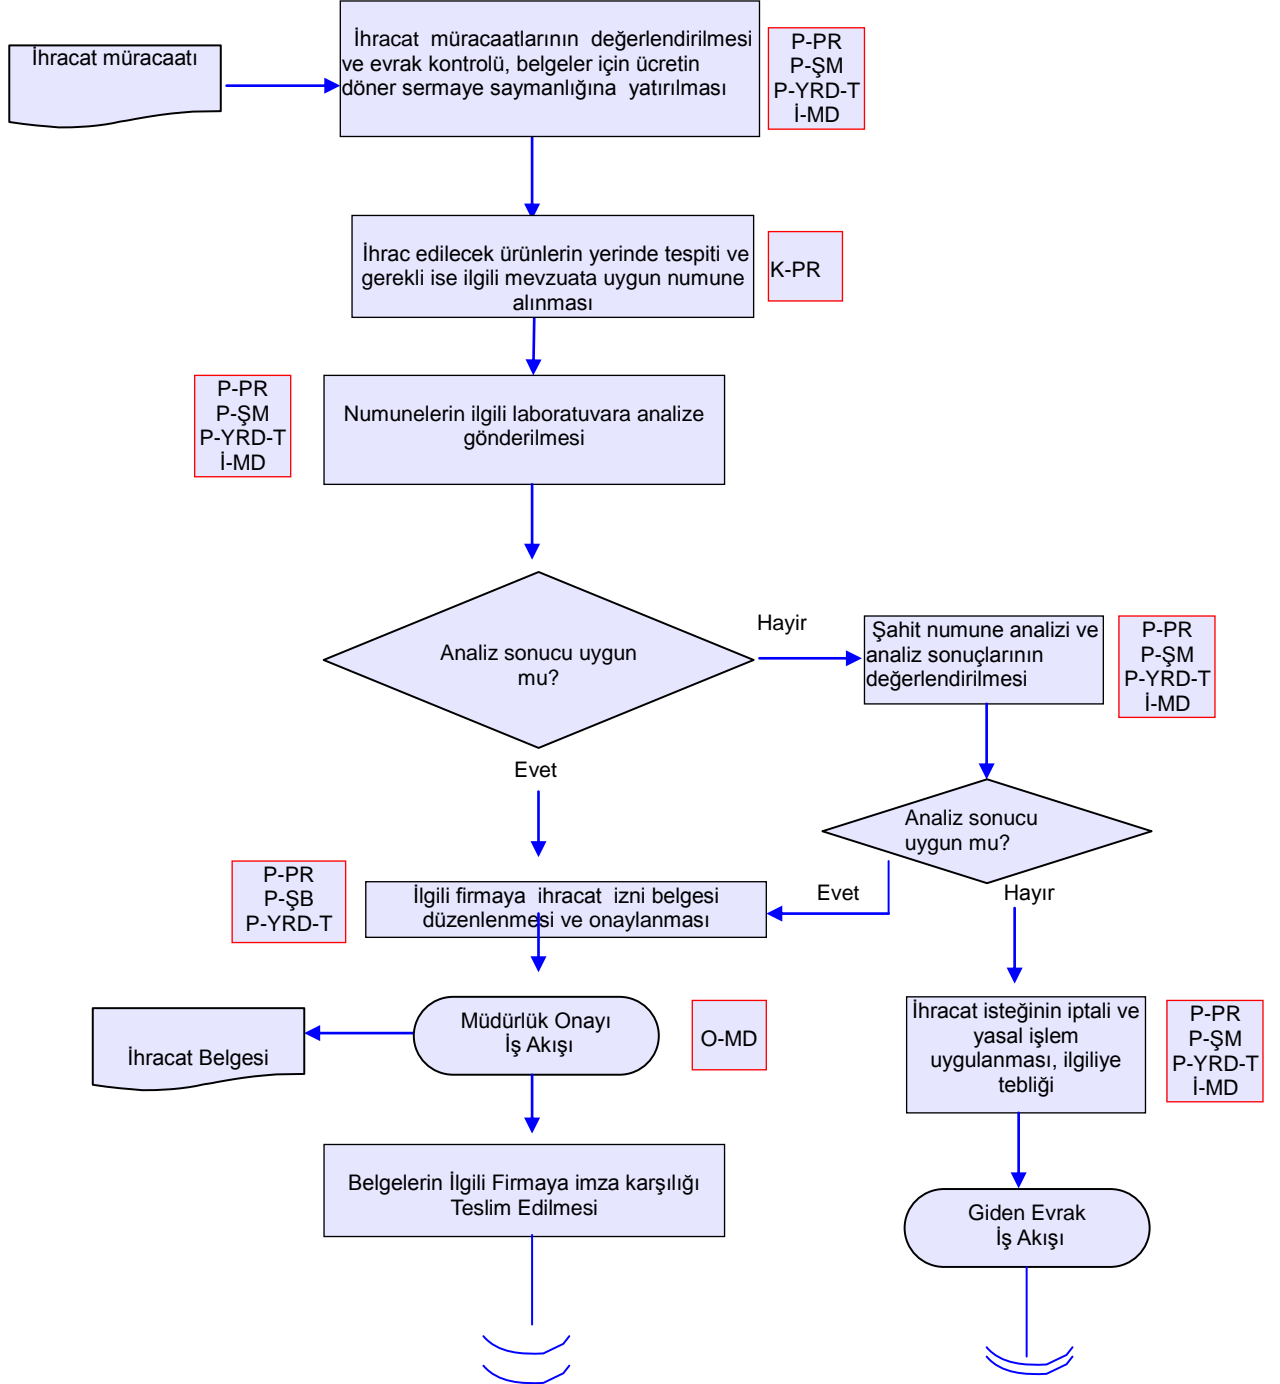 İhracat müracaatı
İhracat müracaatlarının değerlendirilmesi
ve evrak kontrolü, belgeler için ücretin
döner sermaye saymanlığına yatırılması
P-PR
P-ŞM
P-YRD-T
İ-MD
İhrac edilecek ürünlerin yerinde tespiti ve
gerekli ise ilgili mevzuata uygun numune
alınması
K-PR
P-PR
P-ŞM
P-YRD-T
İ-MD
Numunelerin ilgili laboratuvara analize
gönderilmesi
Analiz sonucu uygun
mu?
Hayir
Şahit numune analizi ve
analiz sonuçlarının
değerlendirilmesi
P-PR
P-ŞM
P-YRD-T
İ-MD
Evet
Analiz sonucu
uygun mu?
P-PR
P-ŞB
P-YRD-T
İlgili firmaya ihracat izni belgesi
düzenlenmesi ve onaylanması
Evet
Hayır
İhracat Belgesi
Müdürlük Onayı
İş Akışı
O-MD
İhracat isteğinin iptali ve
yasal işlem
uygulanması, ilgiliye
tebliği
P-PR
P-ŞM
P-YRD-T
İ-MD
Belgelerin İlgili Firmaya imza karşılığı
Teslim Edilmesi
Giden Evrak
İş Akışı